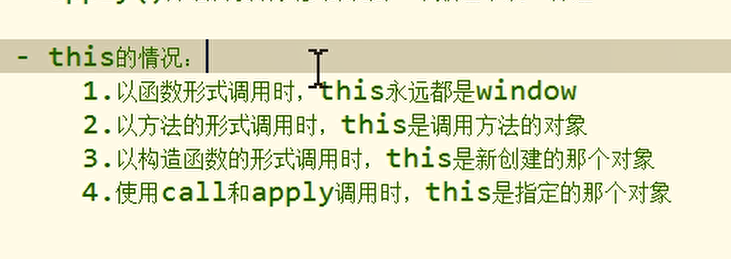 - this的情况：
1.以函数形式调用时，this永远都是window
2.以方法的形式调用时，this是调用方法的对象
3.以构造函数的形式调用时，this是新创建的那个对象
4.使用call和apply调用时，this是指定的那个对象